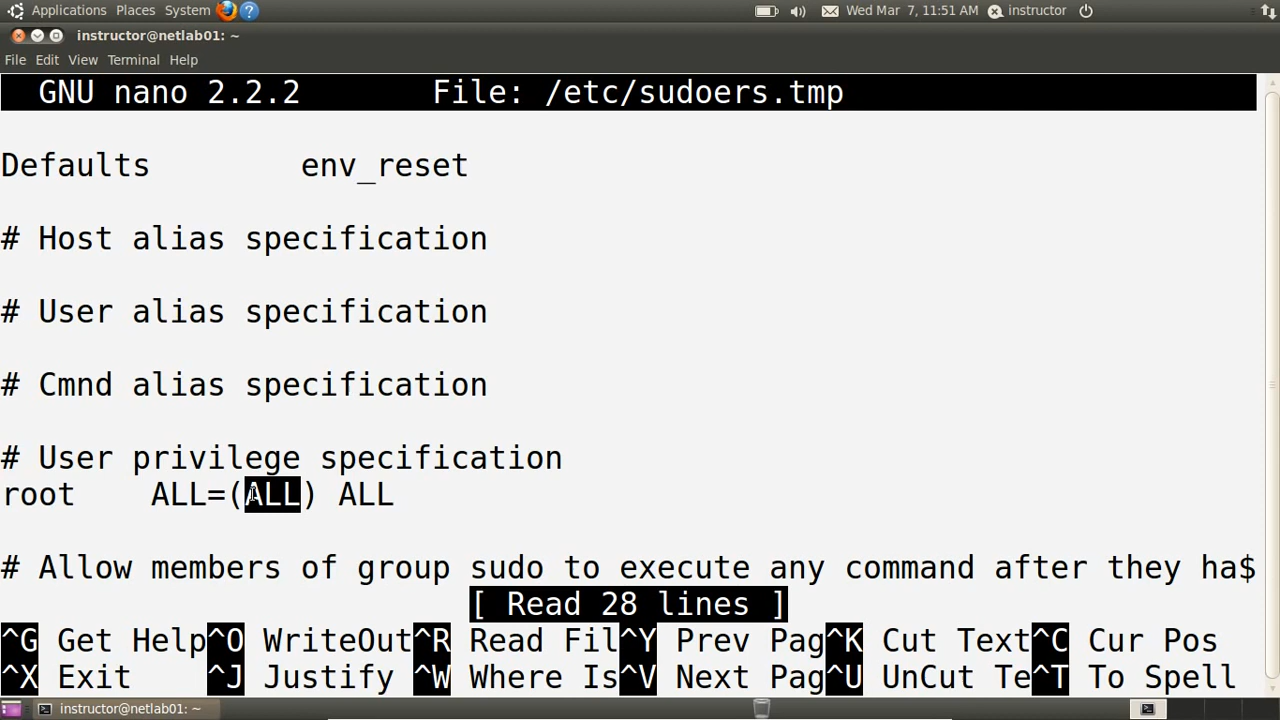 Applications Places System Wed Mar 7, 11:51 AM instructor
instructor@netlab01: ~
File Edit View Terminal Help
GNU nano 2.2.2 File: /etc/sudoers.tmp
Defaults env_reset
# Host alias specification
# User alias specification
# Cmnd alias specification
# User privilege specification
root ALL=(ALL) ALL
# Allow members of group sudo to execute any command after they ha$
[ Read 28 lines ]
^G Get Help^O WriteOut^R Read Fil^Y Prev Pag^K Cut Text^C Cur Pos
^X Exit ^J Justify ^W Where Is^V Next Pag^U UnCut Te^T To Spell
instructor@netlab01: ~